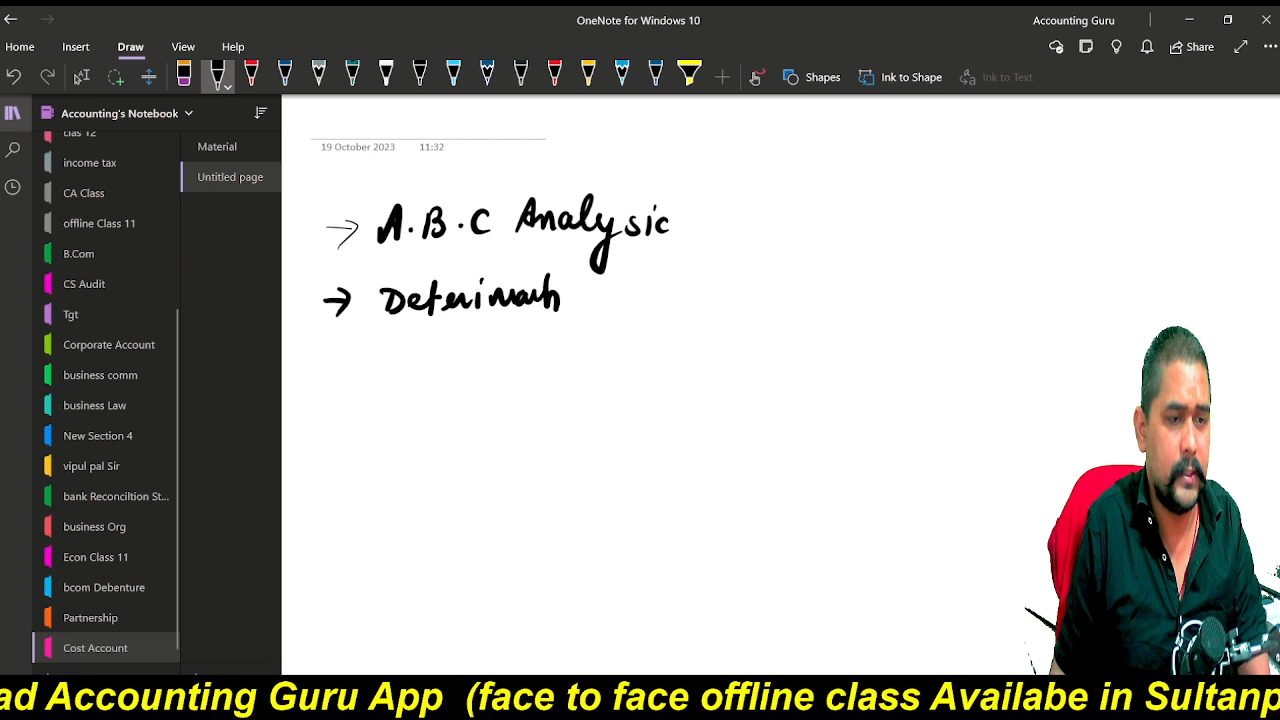 OneNote for Windows 10
Accounting Guru
Home Insert Draw View Help
Share
Shapes Ink to Shape Ink to Text
Accounting's Notebook
clas 12
income tax
CA Class
offline Class 11
B.Com
CS Audit
Tgt
Corporate Account
business comm
business Law
New Section 4
vipul pal Sir
bank Reconciltion St...
business Org
Econ Class 11
bcom Debenture
Partnership
Cost Account
Material
Untitled page
19 October 2023 11:32
→ A.B.C Analysic
→
ad Accounting Guru App (face to face offline class Availabe in Sultanp